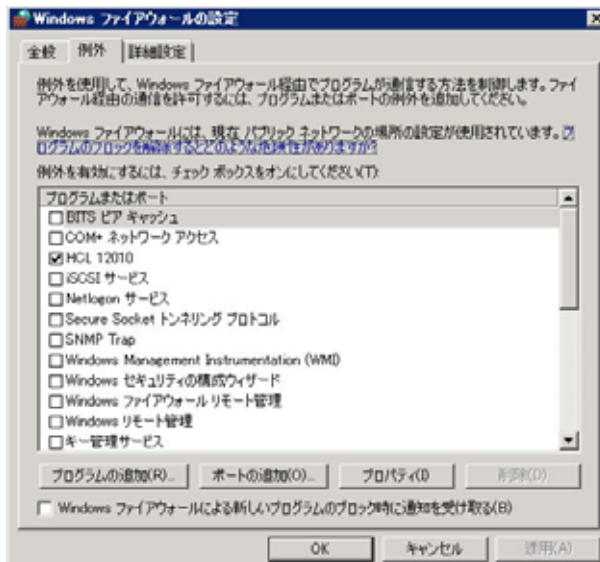 Windows ファイアウォールの設定
全般
例外
詳細設定
例外を使用して、Windows ファイアウォール経由でプログラムが通信する方法を制御します。ファイ
アウォール経由の通信を許可するには、プログラムまたはポートの例外を追加してください。
Windows ファイアウォールには、現在 パブリック ネットワークの場所の設定が使用されています。プ
ログラムのブロックを解除するとどのような危険性がありますか?
例外を有効にするには、チェック ボックスをオンにしてください(T):
プログラムまたはポート
BITS ピア キャッシュ
COM+ ネットワーク アクセス
HCL 12010
iSCSI サービス
Netlogon サービス
Secure Socket トンネリング プロトコル
SNMP Trap
Windows Management Instrumentation (WMI)
Windows セキュリティの構成ウィザード
Windows ファイアウォール リモート管理
Windows リモート管理
キー管理サービス
プログラムの追加(R)...
ポートの追加(O)...
プロパティ(I)
削除(D)
Windows ファイアウォールによる新しいプログラムのブロック時に通知を受け取る(B)
OK
キャンセル
適用(A)